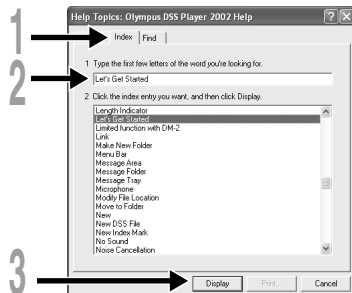 Help Topics: Olympus DSS Player 2002 Help
1
Index Find
1 Type the first few letters of the word you're looking for.
2
Let's Get Started
2 Click the index entry you want, and then click Display.
Length Indicator
Let's Get Started
Limited function with DM-2
Link
Make New Folder
Menu Bar
Message Area
Message Folder
Message Tray
Microphone
Modify File Location
Move to Folder
New
New DSS File
New Index Mark
No Sound
Noise Cancellation
3
Display Print... Cancel